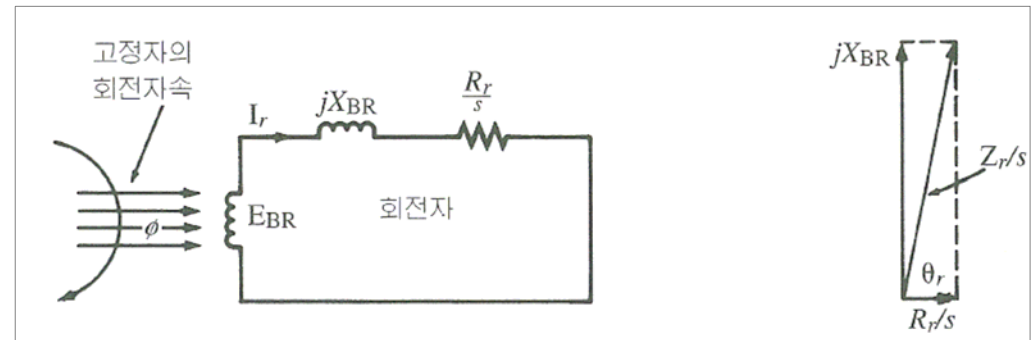 고정자의
회전자속
I_r
jX_BR
R_r
s
E_BR
회전자
ϕ
jX_BR
Z_r/s
θ_r
R_r/s